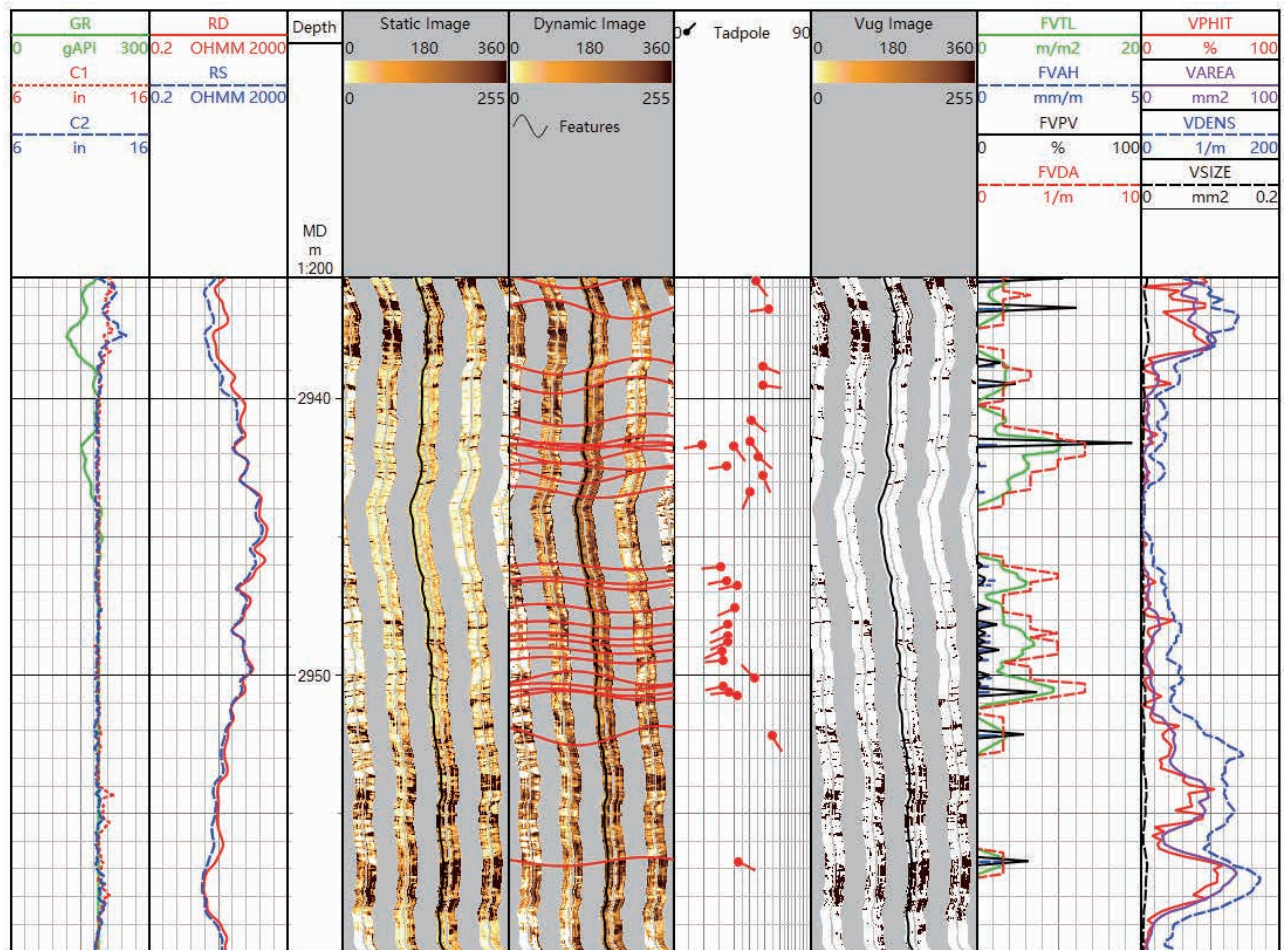 GR
0 gAPI 300
C1
6 in 16
C2
6 in 16
RD
0.2 OHMM 2000
RS
0.2 OHMM 2000
Depth
MD
m
1:200
Static Image
0 180 360
0 255
Dynamic Image
0 180 360
0 255
Features
0 Tadpole 90
Vug Image
0 180 360
0 255
FVTL
0 m/m2 20
FVAH
0 mm/m 5
FVPV
0 % 100
FVDA
0 1/m 10
VPHIT
0 % 100
VAREA
0 mm2 100
VDENS
0 1/m 200
VSIZE
0 mm2 0.2
2940
2950